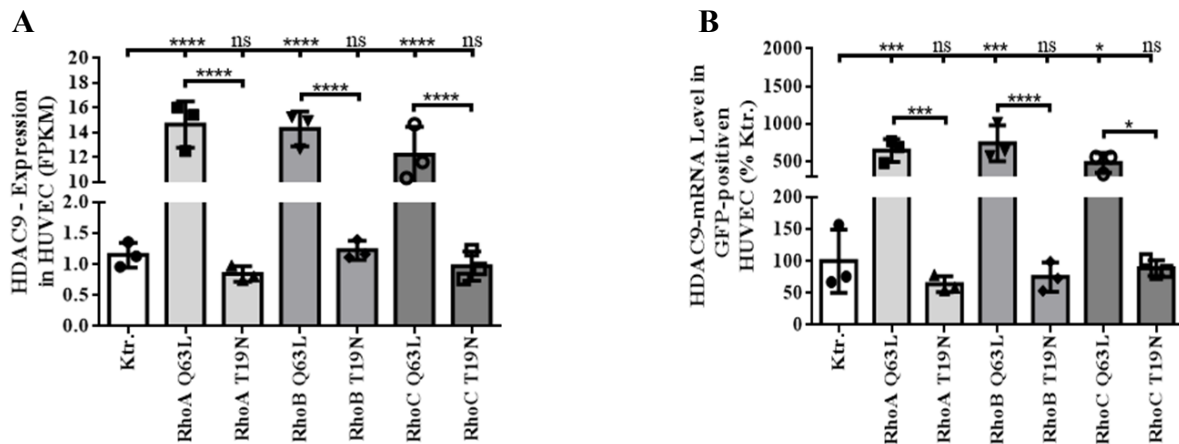 A
HDAC9 - Expression
in HUVEC (FPKM)
20
18
16
14
12
10
1.5
1.0
0.5
0.0
**** ns **** ns **** ns
****
****
****
Ktr.
RhoA Q63L
RhoA T19N
RhoB Q63L
RhoB T19N
RhoC Q63L
RhoC T19N
B
HDAC9-mRNA Level in
GFP-positiven
HUVEC (% Ktr.)
2000
1500
1000
500
200
150
100
50
0
*** ns *** ns * ns
***
****
*
Ktr.
RhoA Q63L
RhoA T19N
RhoB Q63L
RhoB T19N
RhoC Q63L
RhoC T19N